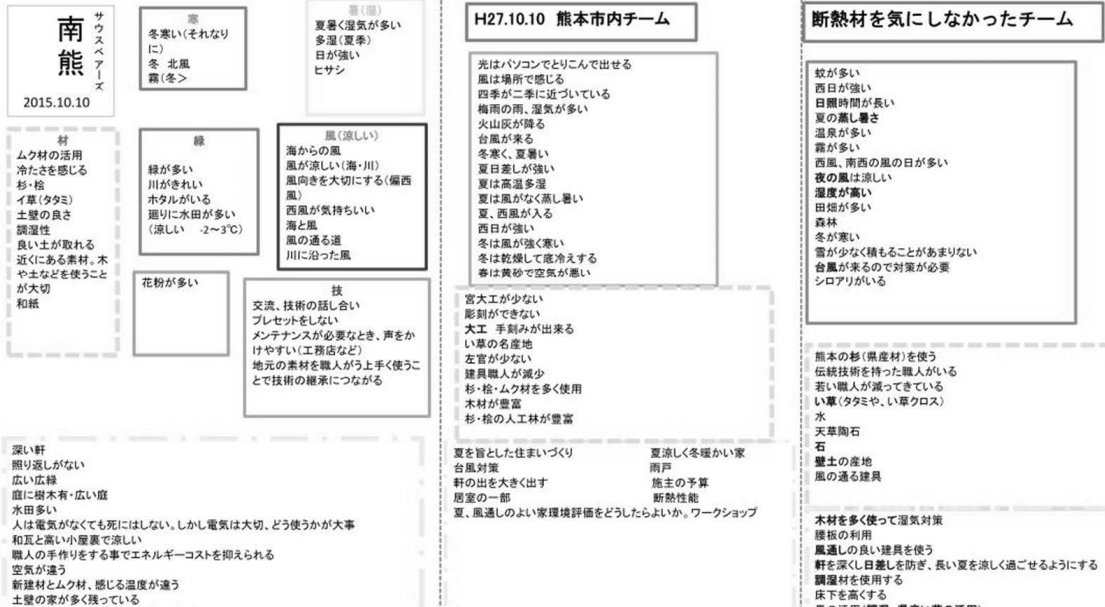 サウスベアーズ
南熊
2015.10.10
寒
冬寒い(それなり
に)
冬 北風
霧(冬>
暑(湿)
夏暑く湿気が多い
多湿(夏季)
日が強い
ヒサシ
材
ムク材の活用
冷たさを感じる
杉・桧
イ草(タタミ)
土壁の良さ
調湿性
良い土が取れる
近くにある素材。木
や土などを使うこと
が大切
和紙
緑
緑が多い
川がきれい
ホタルがいる
廻りに水田が多い
(涼しい -2~3℃)
風(涼しい)
海からの風
風が涼しい(海・川)
風向きを大切にする(偏西
風)
西風が気持ちいい
海と風
風の通る道
川に沿った風
花粉が多い
技
交流、技術の話し合い
プレセットをしない
メンテナンスが必要なとき、声をか
けやすい(工務店など)
地元の素材を職人がう上手く使うこ
とで技術の継承につながる
深い軒
照り返しがない
広い広緑
庭に樹木有・広い庭
水田多い
人は電気がなくても死にはしない。しかし電気は大切、どう使うかが大事
和瓦と高い小屋裏で涼しい
職人の手作りをする事でエネルギーコストを抑えられる
空気が違う
新建材とムク材、感じる温度が違う
土壁の家が多く残っている
H27.10.10 熊本市内チーム
光はパソコンでとりこんで出せる
風は場所で感じる
四季が二季に近づいている
梅雨の雨、湿気が多い
火山灰が降る
台風が来る
冬寒く、夏暑い
夏日差しが強い
夏は高温多湿
夏は風がなく蒸し暑い
夏、西風が入る
西日が強い
冬は風が強く寒い
冬は乾燥して底冷えする
春は黄砂で空気が悪い
宮大工が少ない
彫刻ができない
大工 手刻みが出来る
い草の名産地
左官が少ない
建具職人が減少
杉・桧・ムク材を多く使用
木材が豊富
杉・桧の人工林が豊富
夏を旨とした住まいづくり 夏涼しく冬暖かい家
台風対策 雨戸
軒の出を大きく出す 施主の予算
居室の一部 断熱性能
夏、風通しのよい家環境評価をどうしたらよいか。ワークショップ
断熱材を気にしなかったチーム
蚊が多い
西日が強い
日照時間が長い
夏の蒸し暑さ
温泉が多い
霧が多い
西風、南西の風の日が多い
夜の風は涼しい
湿度が高い
田畑が多い
森林
冬が寒い
雪が少なく積もることがあまりない
台風が来るので対策が必要
シロアリがいる
熊本の杉(県産材)を使う
伝統技術を持った職人がいる
若い職人が減ってきている
い草(タタミや、い草クロス)
水
天草陶石
石
壁土の産地
風の通る建具
木材を多く使って湿気対策
腰板の利用
風通しの良い建具を使う
軒を深くし日差しを防ぎ、長い夏を涼しく過ごせるようにする
調湿材を使用する
床下を高くする